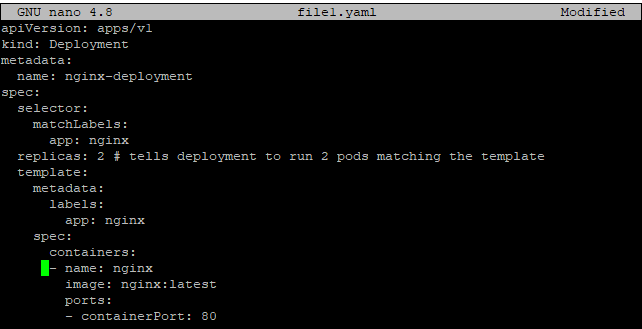 GNU nano 4.8 file1.yaml Modified
apiVersion: apps/v1
kind: Deployment
metadata:
  name: nginx-deployment
spec:
  selector:
    matchLabels:
      app: nginx
  replicas: 2 # tells deployment to run 2 pods matching the template
  template:
    metadata:
      labels:
        app: nginx
    spec:
      containers:
      - name: nginx
        image: nginx:latest
        ports:
        - containerPort: 80